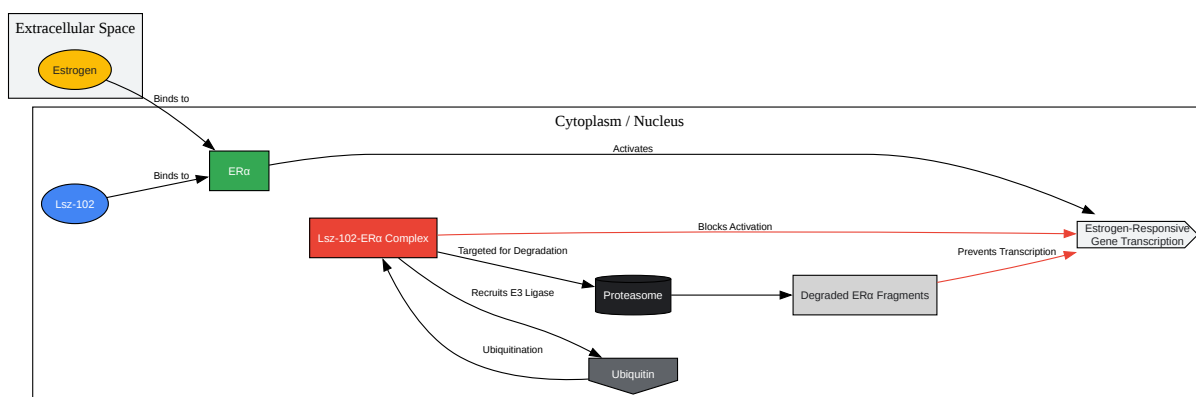 Extracellular Space
Estrogen
Binds to
Cytoplasm / Nucleus
Activates
ERα
Binds to
Lsz-102
Lsz-102-ERα Complex
Blocks Activation
Estrogen-Responsive
Gene Transcription
Targeted for Degradation
Prevents Transcription
Recruits E3 Ligase
Proteasome
Degraded ERα Fragments
Ubiquitination
Ubiquitin